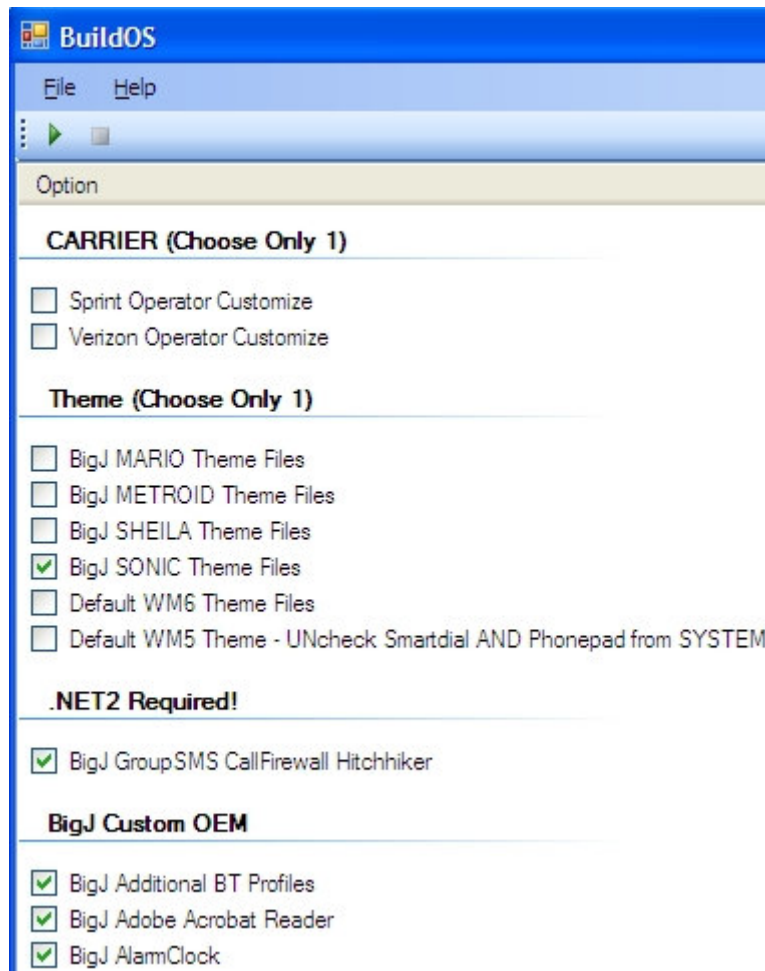 BuildOS
File Help
Option
CARRIER (Choose Only 1)
Sprint Operator Customize
Verizon Operator Customize
Theme (Choose Only 1)
BigJ MARIO Theme Files
BigJ METROID Theme Files
BigJ SHEILA Theme Files
BigJ SONIC Theme Files
Default WM6 Theme Files
Default WM5 Theme - UNcheck Smartdial AND Phonepad from SYSTEM
.NET2 Required!
BigJ GroupSMS CallFirewall Hitchhiker
BigJ Custom OEM
BigJ Additional BT Profiles
BigJ Adobe Acrobat Reader
BigJ AlarmClock